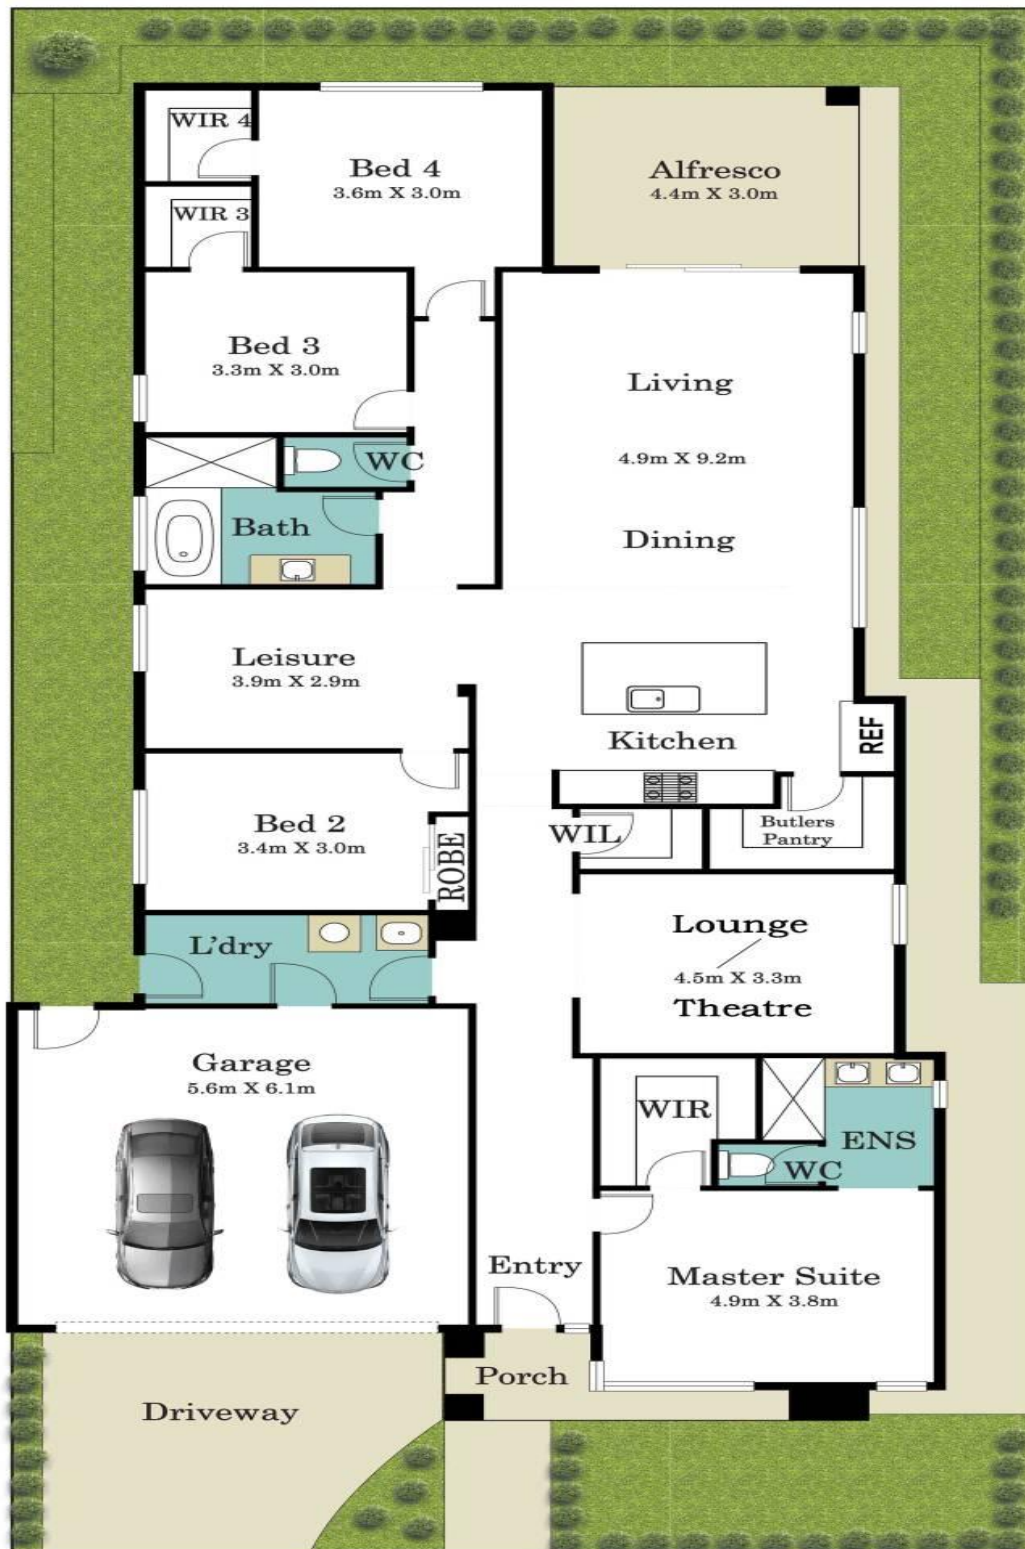 WIR 4
Bed 4
3.6m X 3.0m
Alfresco
4.4m X 3.0m
WIR 3
Bed 3
3.3m X 3.0m
Living
4.9m X 9.2m
Dining
WC
Bath
Leisure
3.9m X 2.9m
Kitchen
REF
Bed 2
3.4m X 3.0m
ROBE
WIL
Butlers
Pantry
L'dry
Lounge
4.5m X 3.3m
Theatre
Garage
5.6m X 6.1m
WIR
ENS
WC
Entry
Master Suite
4.9m X 3.8m
Porch
Driveway